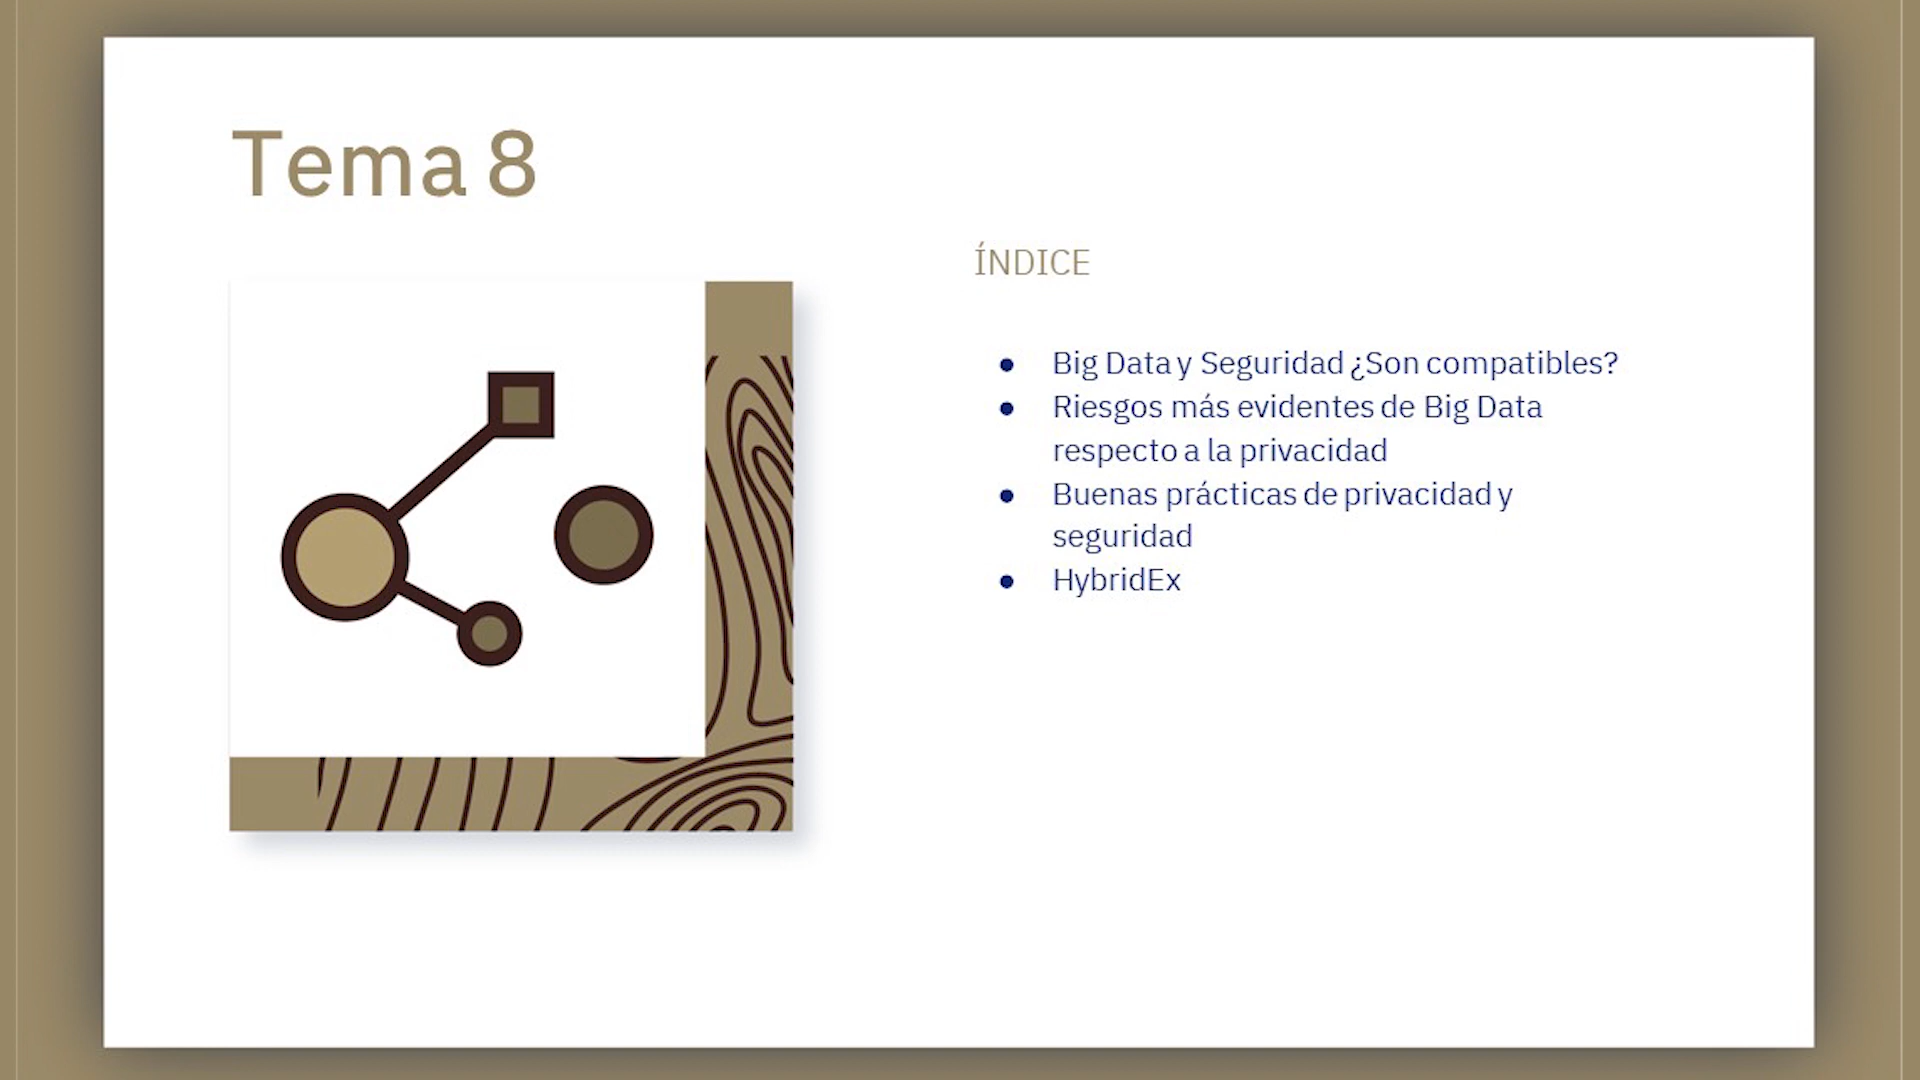 Tema 8
ÍNDICE
● Big Data y Seguridad ¿Son compatibles?
● Riesgos más evidentes de Big Data
respecto a la privacidad
● Buenas prácticas de privacidad y
seguridad
● HybridEx